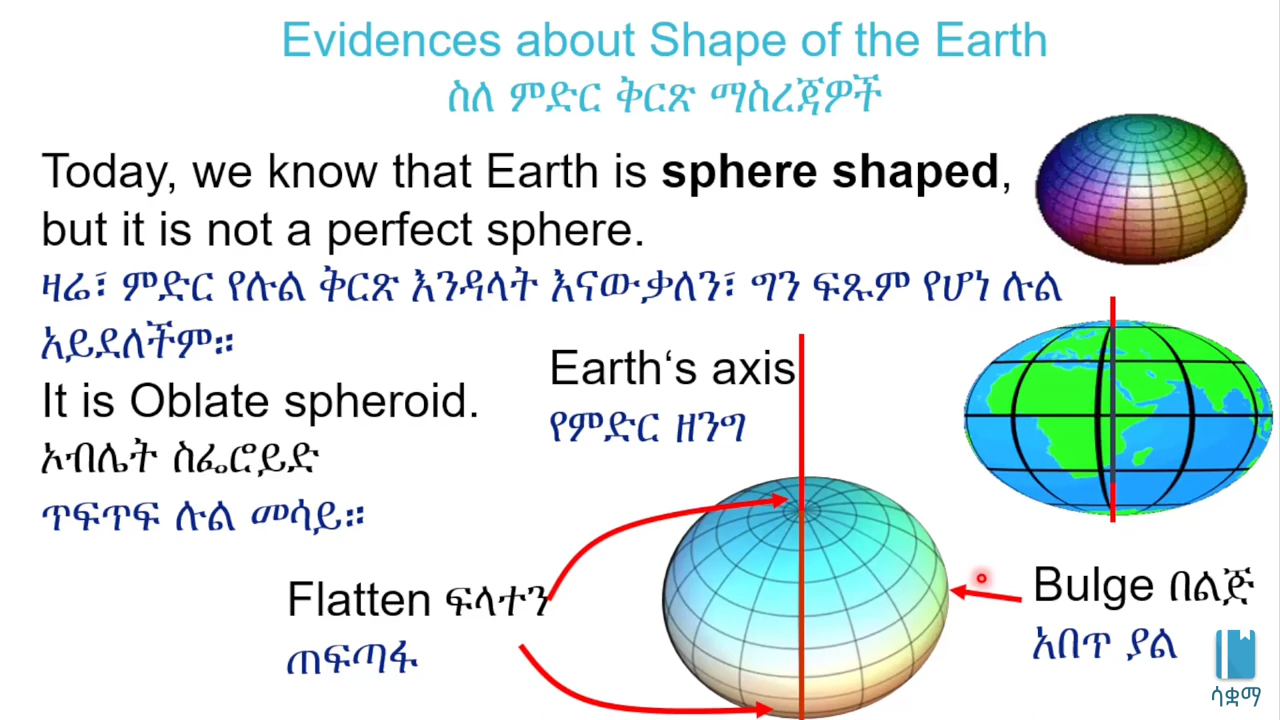 Evidences about Shape of the Earth
ስለ ምድር ቅርጽ ማስረጃዎች
Today, we know that Earth is sphere shaped,
but it is not a perfect sphere.
ዛሬ፣ ምድር የሉል ቅርጽ እንዳላት እናውቃለን፣ ግን ፍጹም የሆነ ሉል
አይደለችም።
It is Oblate spheroid.
ኦብሌት ስፌሮይድ
ጥፍጥፍ ሉል መሳይ።
Earth‘s axis
የምድር ዘንግ
Flatten ፍላተን
ጠፍጣፋ
Bulge በልጅ
አበጥ ያል
ሳቋማ